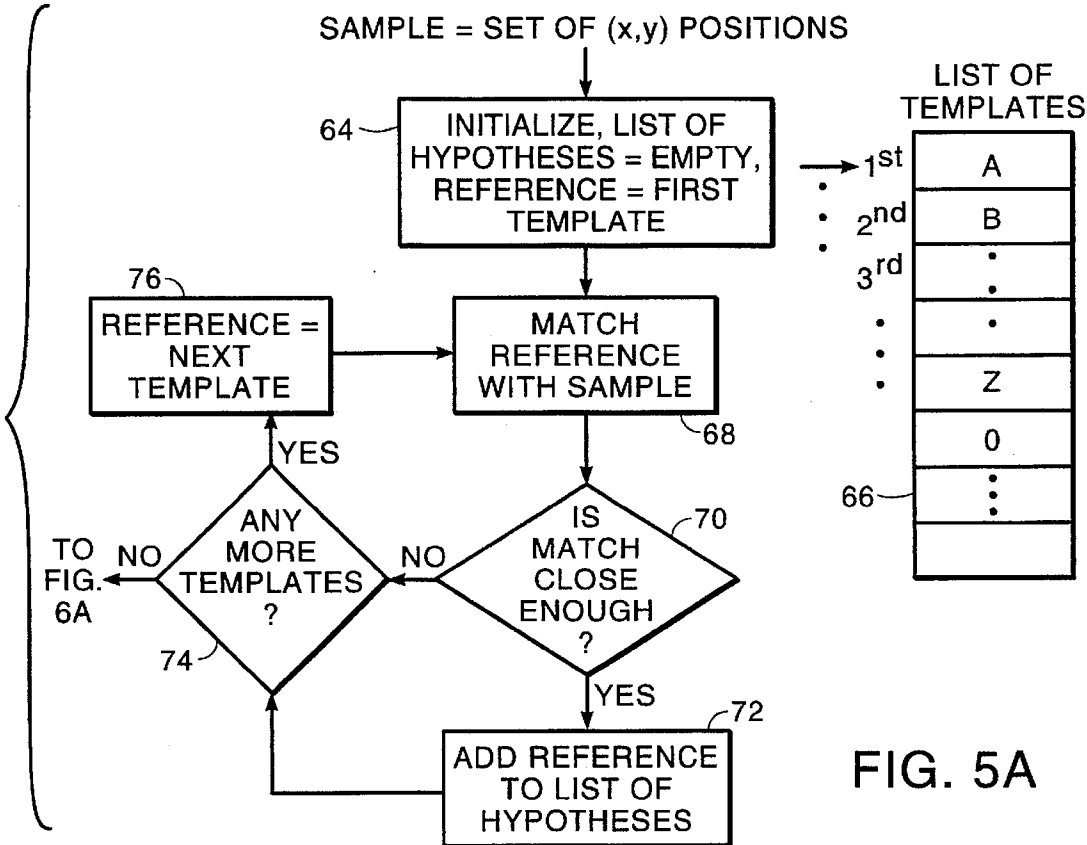 SAMPLE = SET OF (x,y) POSITIONS
64
INITIALIZE, LIST OF
HYPOTHESES = EMPTY,
REFERENCE = FIRST
TEMPLATE
LIST OF
TEMPLATES
1st
A
2nd
B
3rd
Z
0
66
76
REFERENCE =
NEXT
TEMPLATE
MATCH
REFERENCE
WITH SAMPLE
68
YES
ANY
MORE
TEMPLATES
?
74
NO
TO
FIG.
6A
NO
IS
MATCH
CLOSE
ENOUGH
?
70
YES
72
ADD REFERENCE
TO LIST OF
HYPOTHESES
FIG. 5A